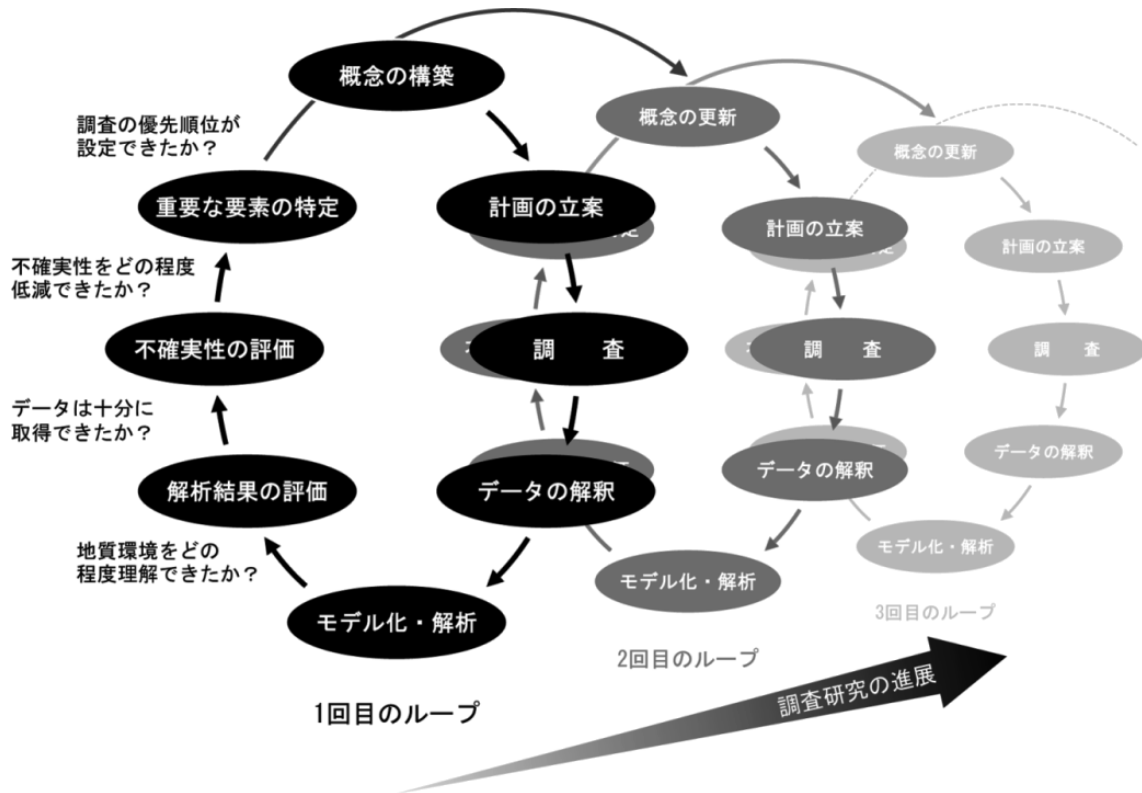 概念の構築
調査の優先順位が
設定できたか？
重要な要素の特定
計画の立案
不確実性をどの程度
低減できたか？
不確実性の評価
調　　査
データは十分に
取得できたか？
解析結果の評価
データの解釈
地質環境をどの
程度理解できたか？
モデル化・解析
1回目のループ
概念の更新
計画の立案
定
調　　査
データの解釈
モデル化・解析
2回目のループ
概念の更新
計画の立案
定
調　　査
データの解釈
モデル化・解析
3回目のループ
調査研究の進展